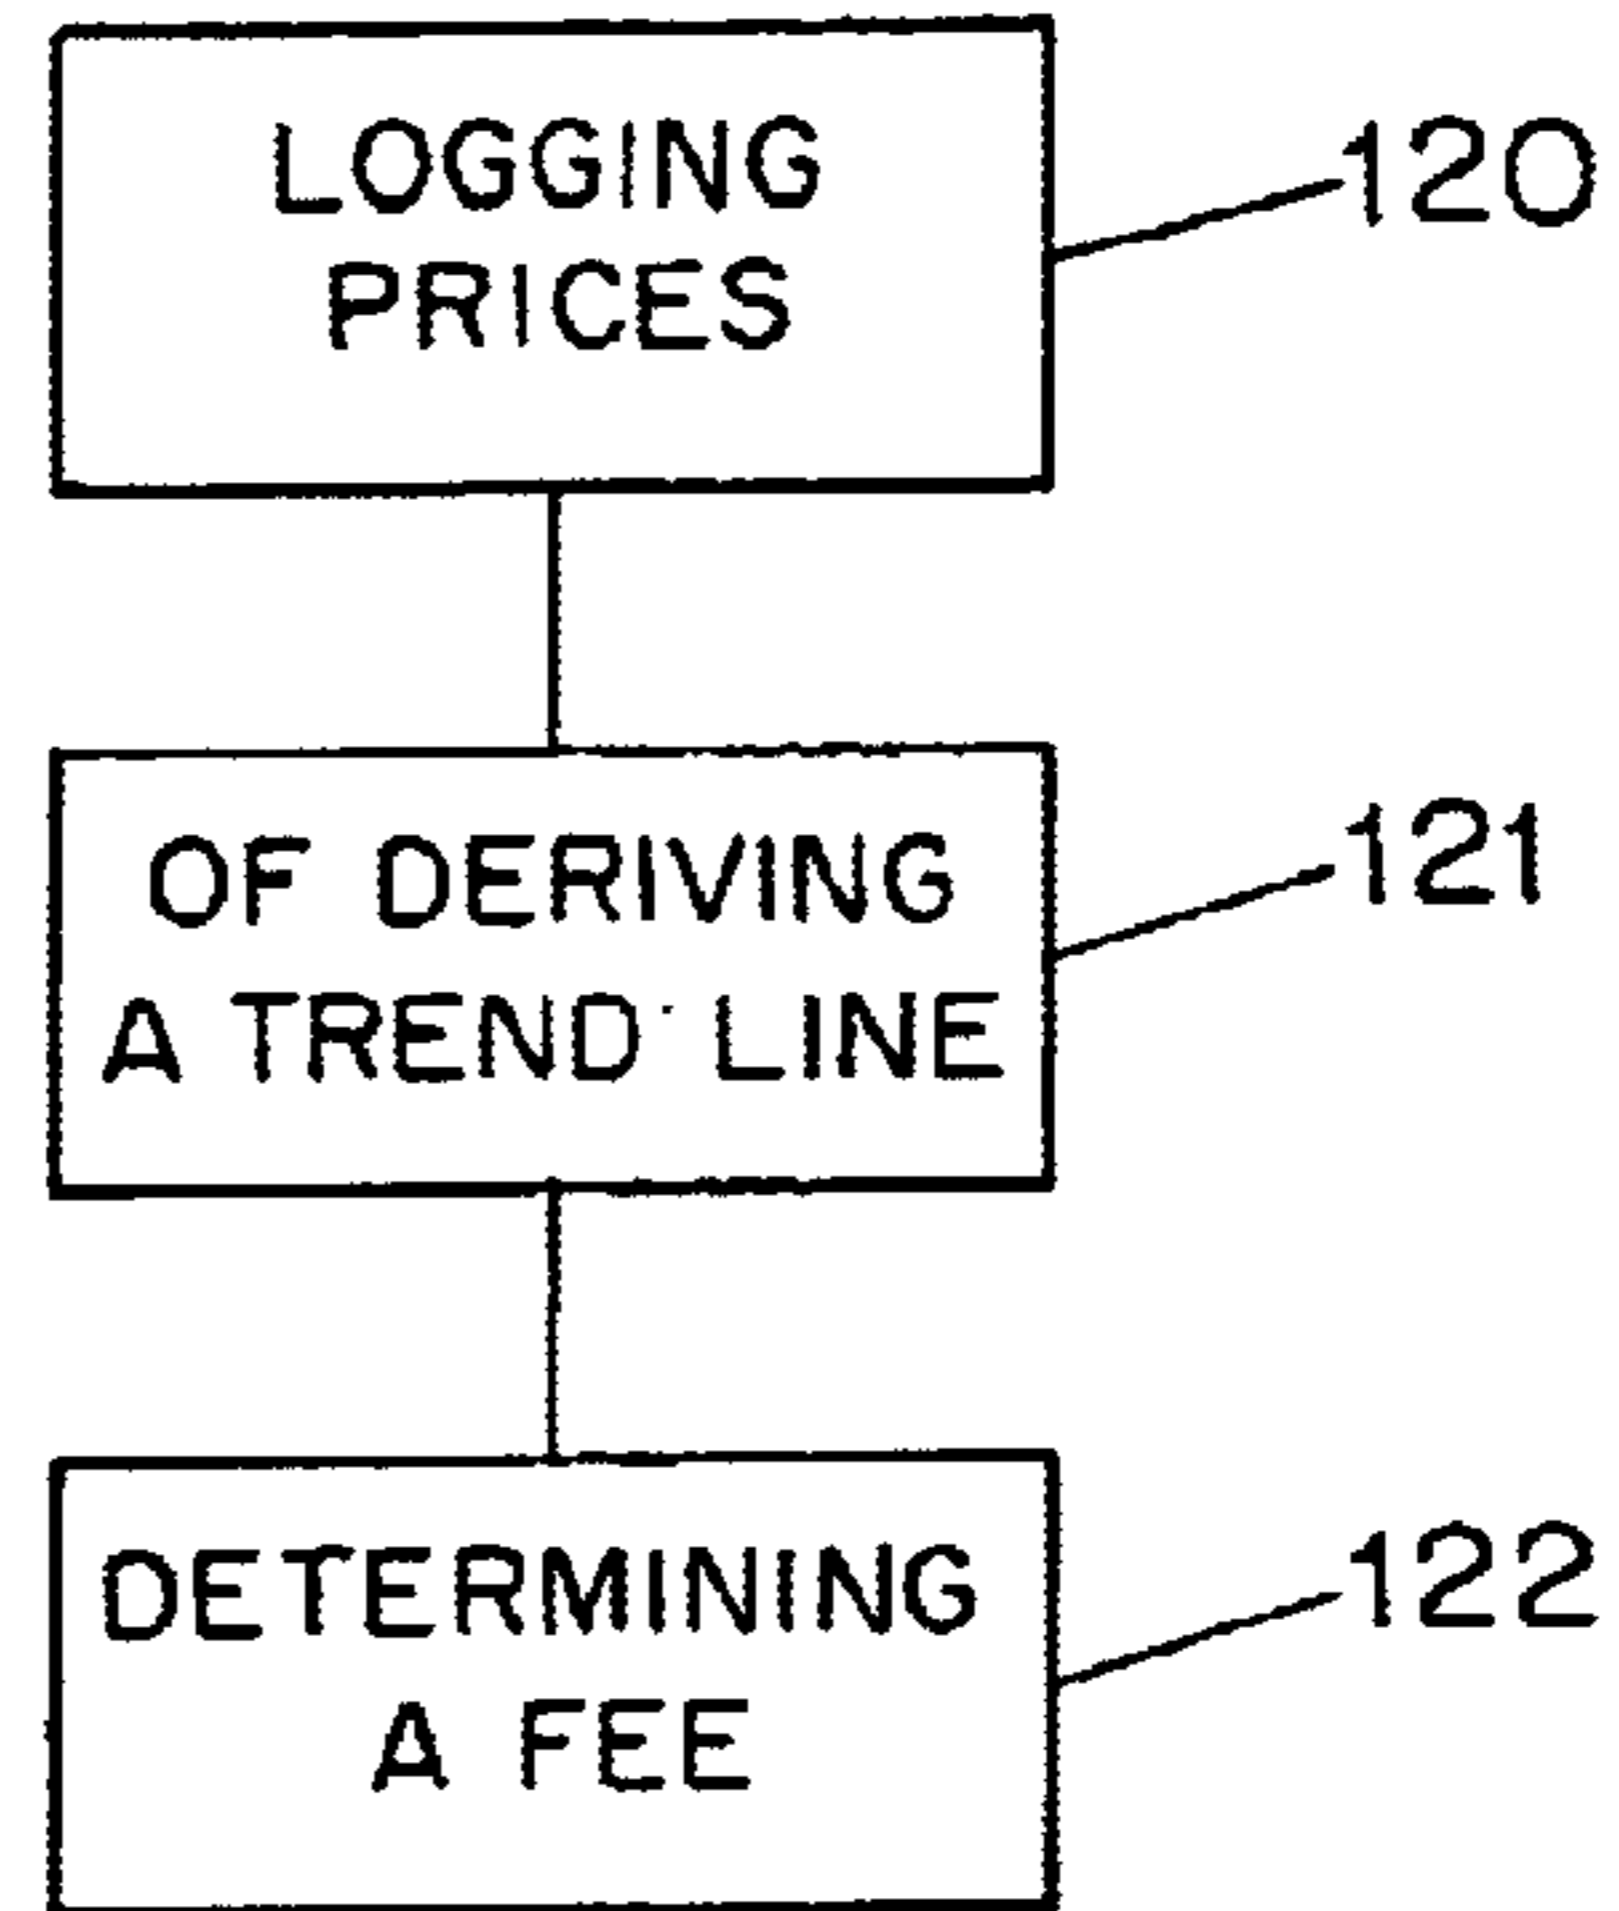 LOGGING
PRICES
120
OF DERIVING
A TREND LINE
121
DETERMINING
A FEE
122